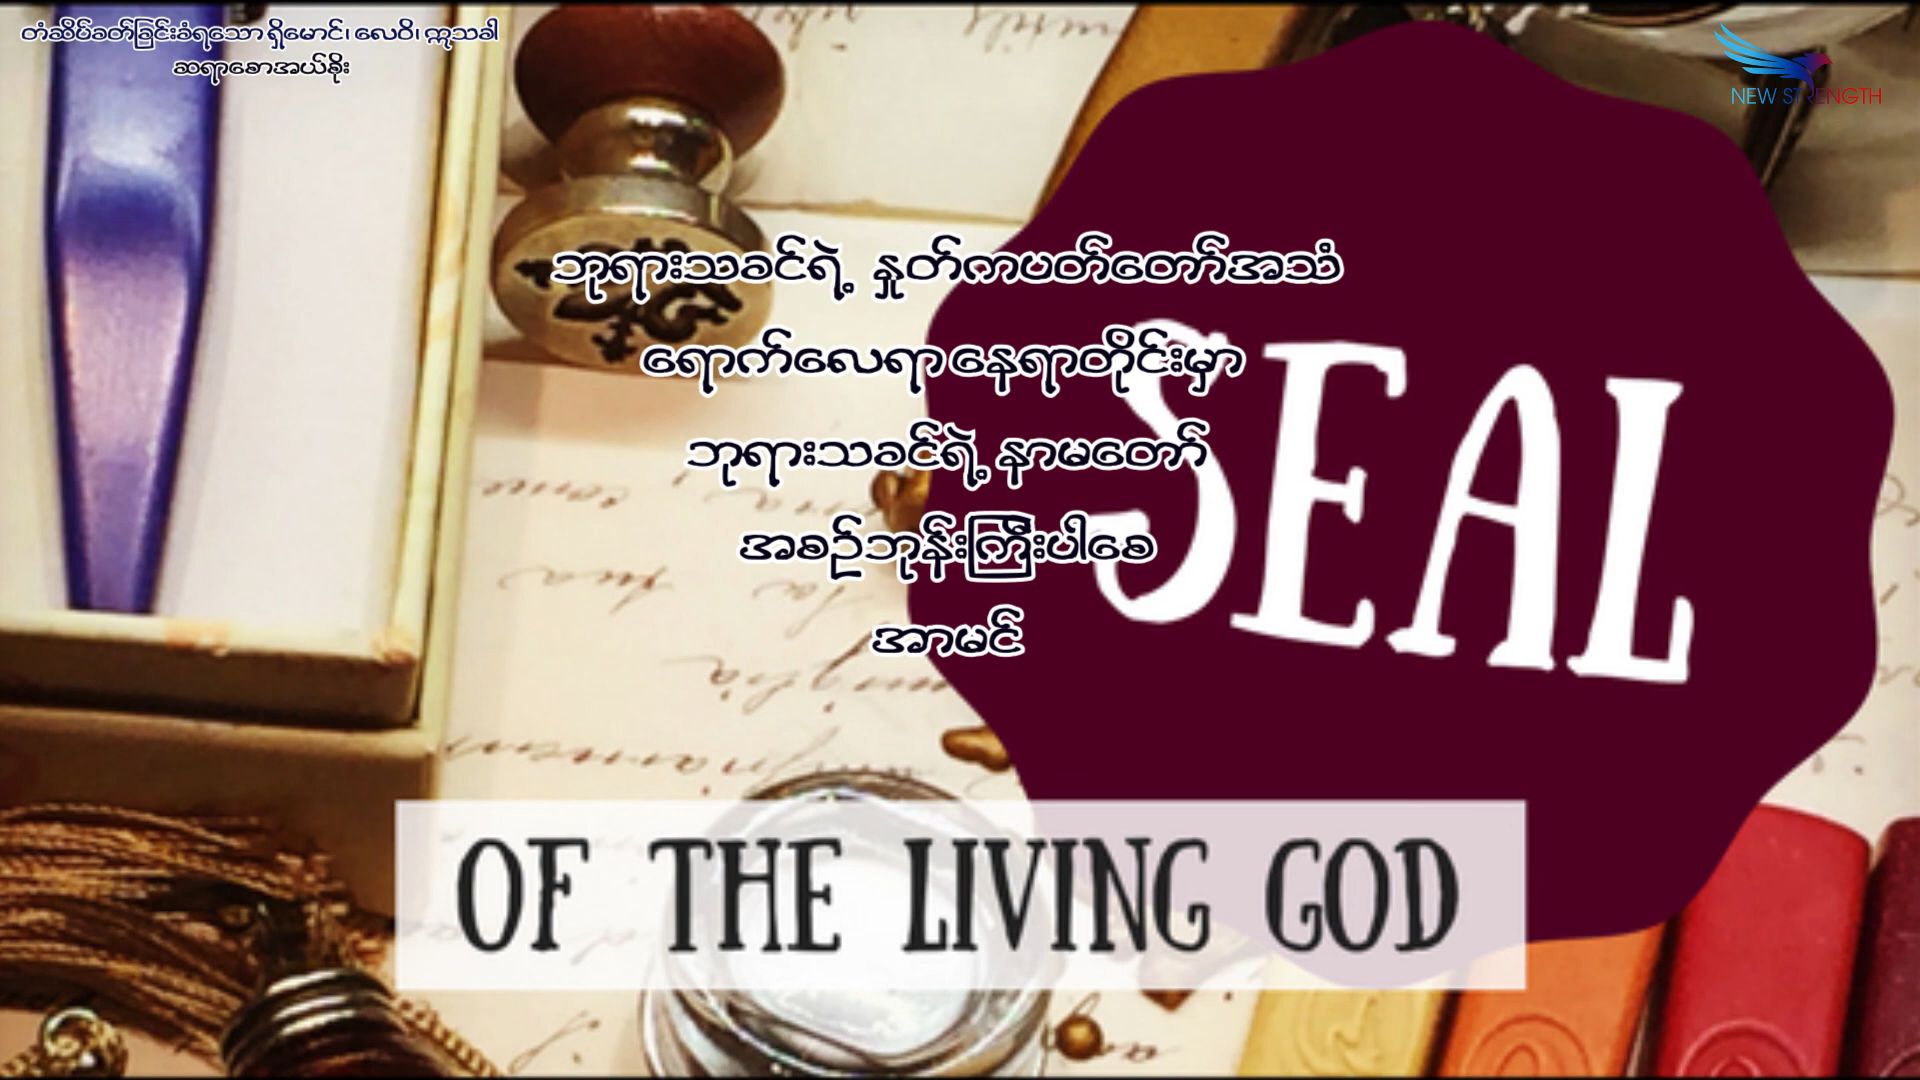 တံဆိပ်ခတ်ခြင်းခံရသော ရှိမောင်၊ လေဝိ၊ ဣသခါ
ဆရာစောအယ်စိုး
NEW STRENGTH
ဘုရားသခင်ရဲ့ နှုတ်ကပတ်တော်အသံ
ရောက်လေရာ နေရာတိုင်းမှာ
ဘုရားသခင်ရဲ့ နာမတော်
အစဉ်ဘုန်းကြီးပါစေ
အာမင်
SEAL
OF THE LIVING GOD